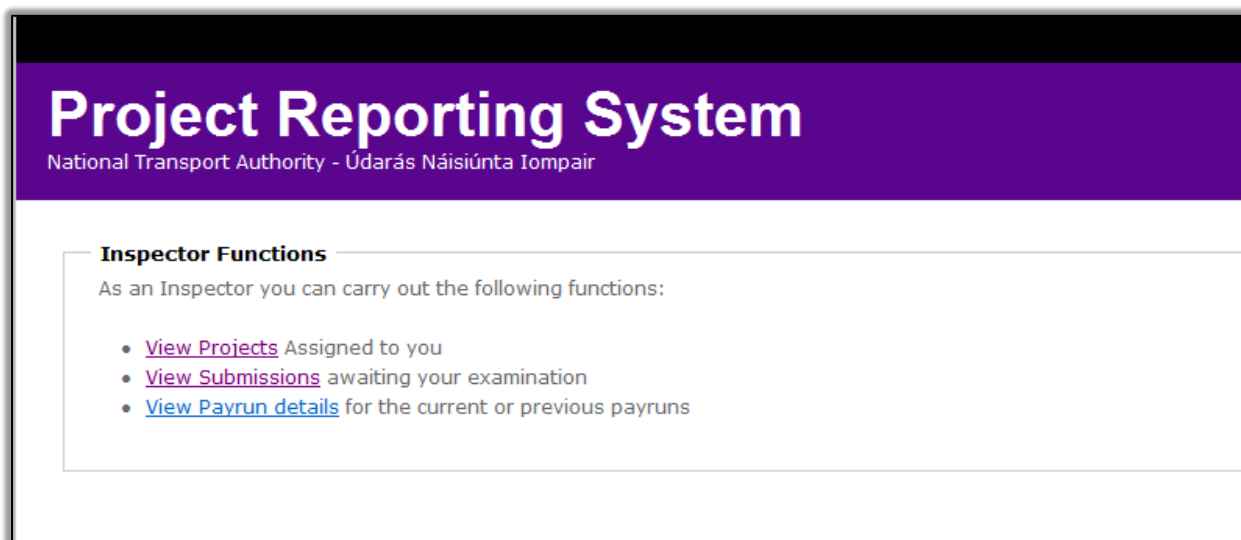 Project Reporting System
National Transport Authority - Údarás Náisiúnta Iompair
Inspector Functions
As an Inspector you can carry out the following functions:
• View Projects Assigned to you
• View Submissions awaiting your examination
• View Payrun details for the current or previous payruns